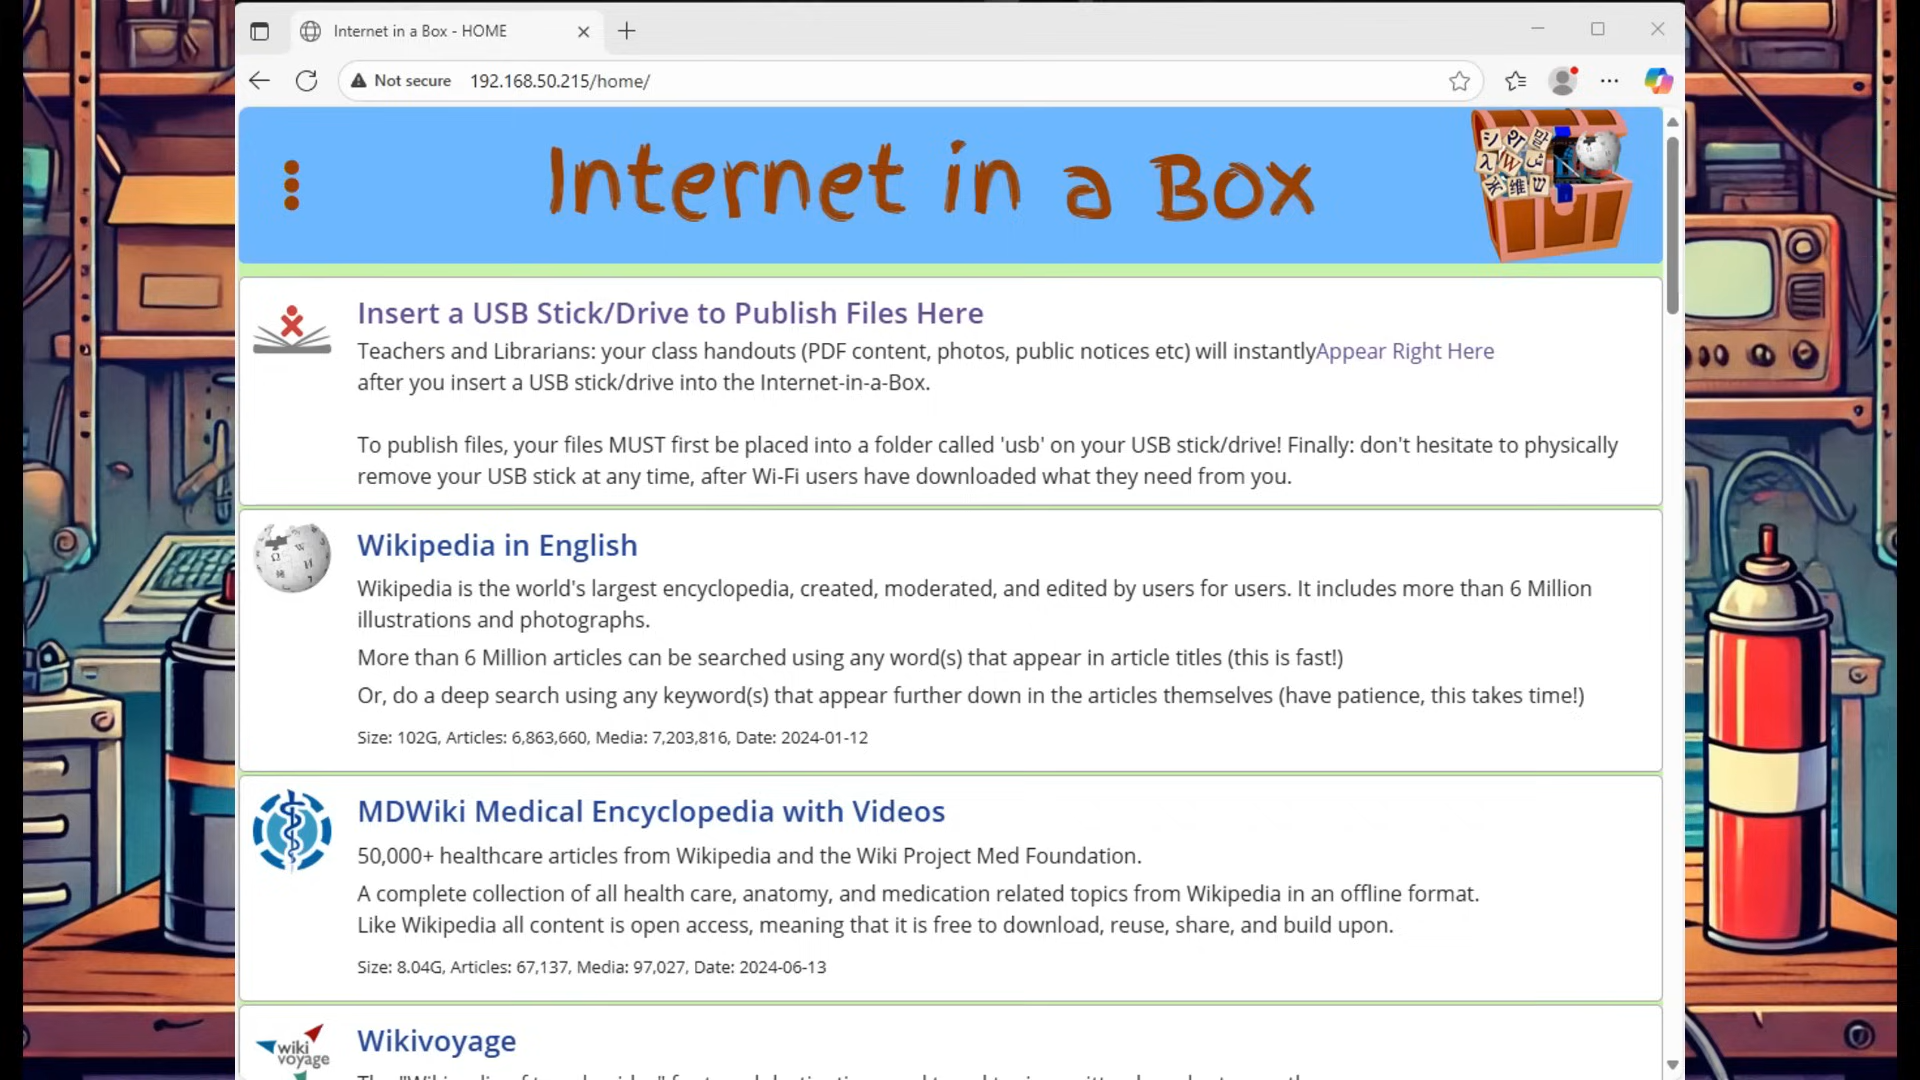 Internet in a Box - HOME
Not secure 192.168.50.215/home/
Internet in a Box
Insert a USB Stick/Drive to Publish Files Here
Teachers and Librarians: your class handouts (PDF content, photos, public notices etc) will instantlyAppear Right Here
after you insert a USB stick/drive into the Internet-in-a-Box.
To publish files, your files MUST first be placed into a folder called 'usb' on your USB stick/drive! Finally: don't hesitate to physically
remove your USB stick at any time, after Wi-Fi users have downloaded what they need from you.
Wikipedia in English
Wikipedia is the world's largest encyclopedia, created, moderated, and edited by users for users. It includes more than 6 Million
illustrations and photographs.
More than 6 Million articles can be searched using any word(s) that appear in article titles (this is fast!)
Or, do a deep search using any keyword(s) that appear further down in the articles themselves (have patience, this takes time!)
Size: 102G, Articles: 6,863,660, Media: 7,203,816, Date: 2024-01-12
MDWiki Medical Encyclopedia with Videos
50,000+ healthcare articles from Wikipedia and the Wiki Project Med Foundation.
A complete collection of all health care, anatomy, and medication related topics from Wikipedia in an offline format.
Like Wikipedia all content is open access, meaning that it is free to download, reuse, share, and build upon.
Size: 8.04G, Articles: 67,137, Media: 97,027, Date: 2024-06-13
wiki
voyage
Wikivoyage